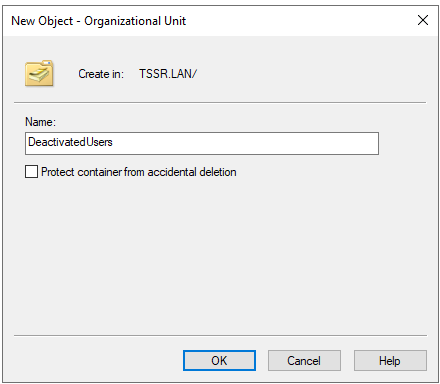 New Object - Organizational Unit
Create in: TSSR.LAN/
Name:
DeactivatedUsers
Protect container from accidental deletion
OK Cancel Help